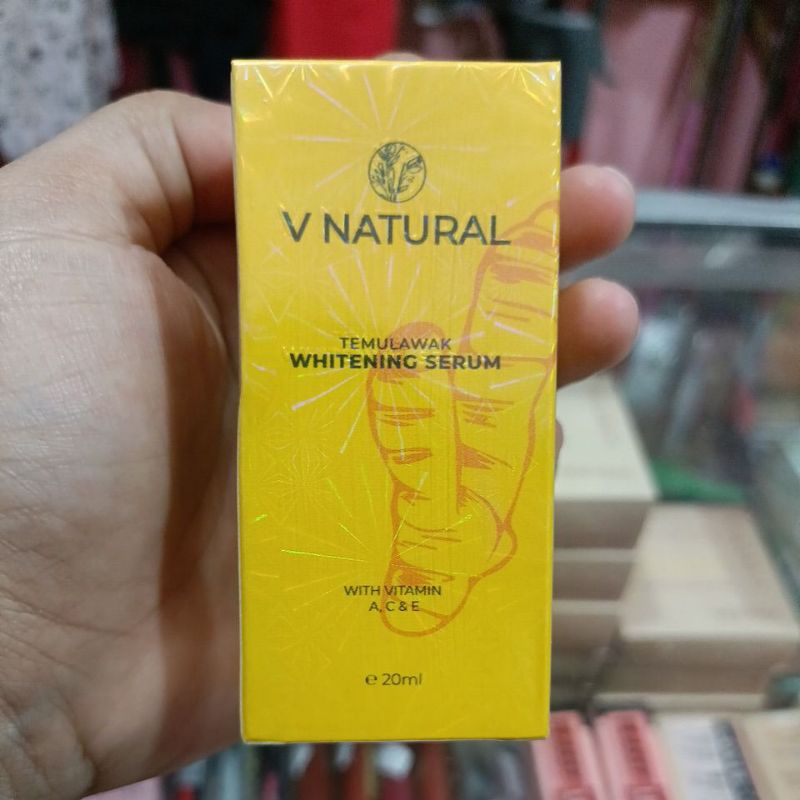 V NATURAL
TEMULAWAK
WHITENING SERUM
WITH VITAMIN
A, C & E
℮ 20ml